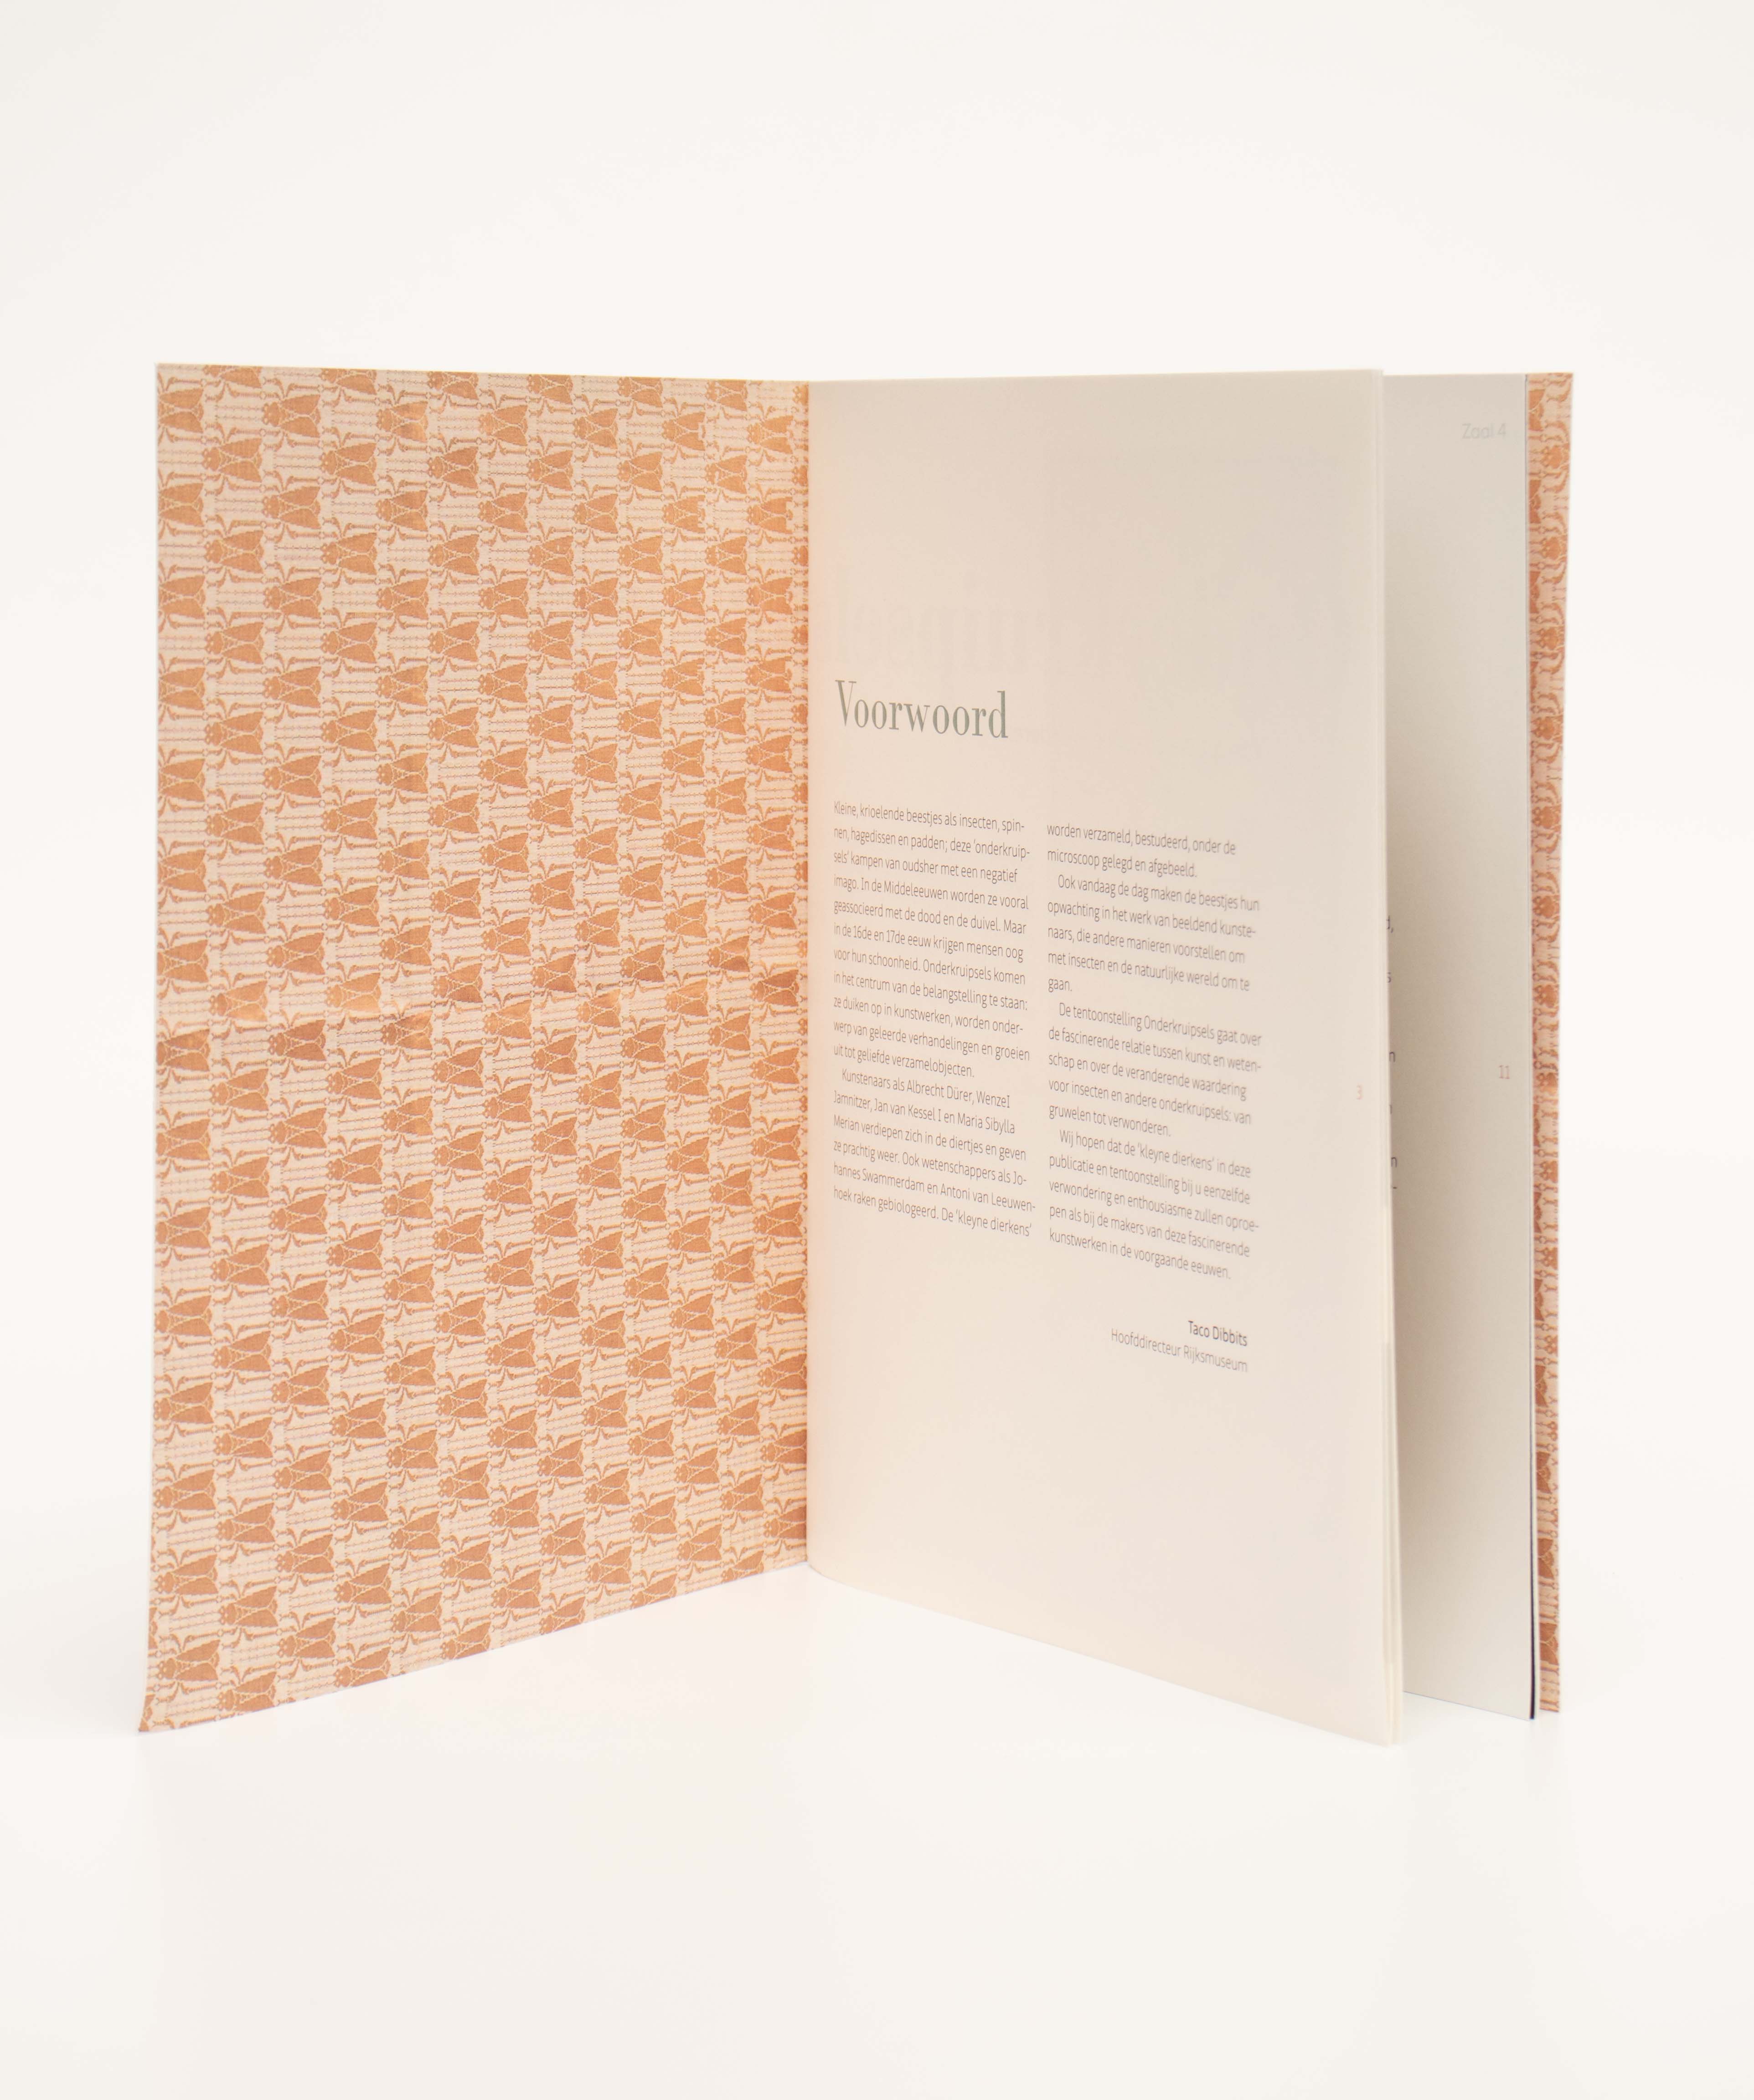 Voorwoord
Kleine, krioelende beestjes als insecten, spin-
nen, hagedissen en padden; deze 'onderkruip-
sels' kampen van oudsher met een negatief
imago. In de Middeleeuwen worden ze vooral
geassocieerd met de dood en de duivel. Maar
in de 16de en 17de eeuw krijgen mensen oog
voor hun schoonheid. Onderkruipsels komen
in het centrum van de belangstelling te staan:
ze duiken op in kunstwerken, worden onder-
werp van geleerde verhandelingen en groeien
uit tot geliefde verzamelobjecten.
Kunstenaars als Albrecht Dürer, Wenzel
Jamnitzer, Jan van Kessel I en Maria Sibylla
Merian verdiepen zich in de diertjes en geven
ze prachtig weer. Ook wetenschappers als Jo-
hannes Swammerdam en Antoni van Leeuwen-
hoek raken gebiologeerd. De 'kleyne dierkens'
worden verzameld, bestudeerd, onder de
microscoop gelegd en afgebeeld.
Ook vandaag de dag maken de beestjes hun
opwachting in het werk van beeldend kunste-
naars, die andere manieren voorstellen om
met insecten en de natuurlijke wereld om te
gaan.
De tentoonstelling Onderkruipsels gaat over
de fascinerende relatie tussen kunst en weten-
schap en over de veranderende waardering
voor insecten en andere onderkruipsels: van
gruwelen tot verwonderen.
Wij hopen dat de 'kleyne dierkens' in deze
publicatie en tentoonstelling bij u eenzelfde
verwondering en enthousiasme zullen oproe-
pen als bij de makers van deze fascinerende
kunstwerken in de voorgaande eeuwen.
Taco Dibbits
Hoofddirecteur Rijksmuseum
3
Zaal 4
11